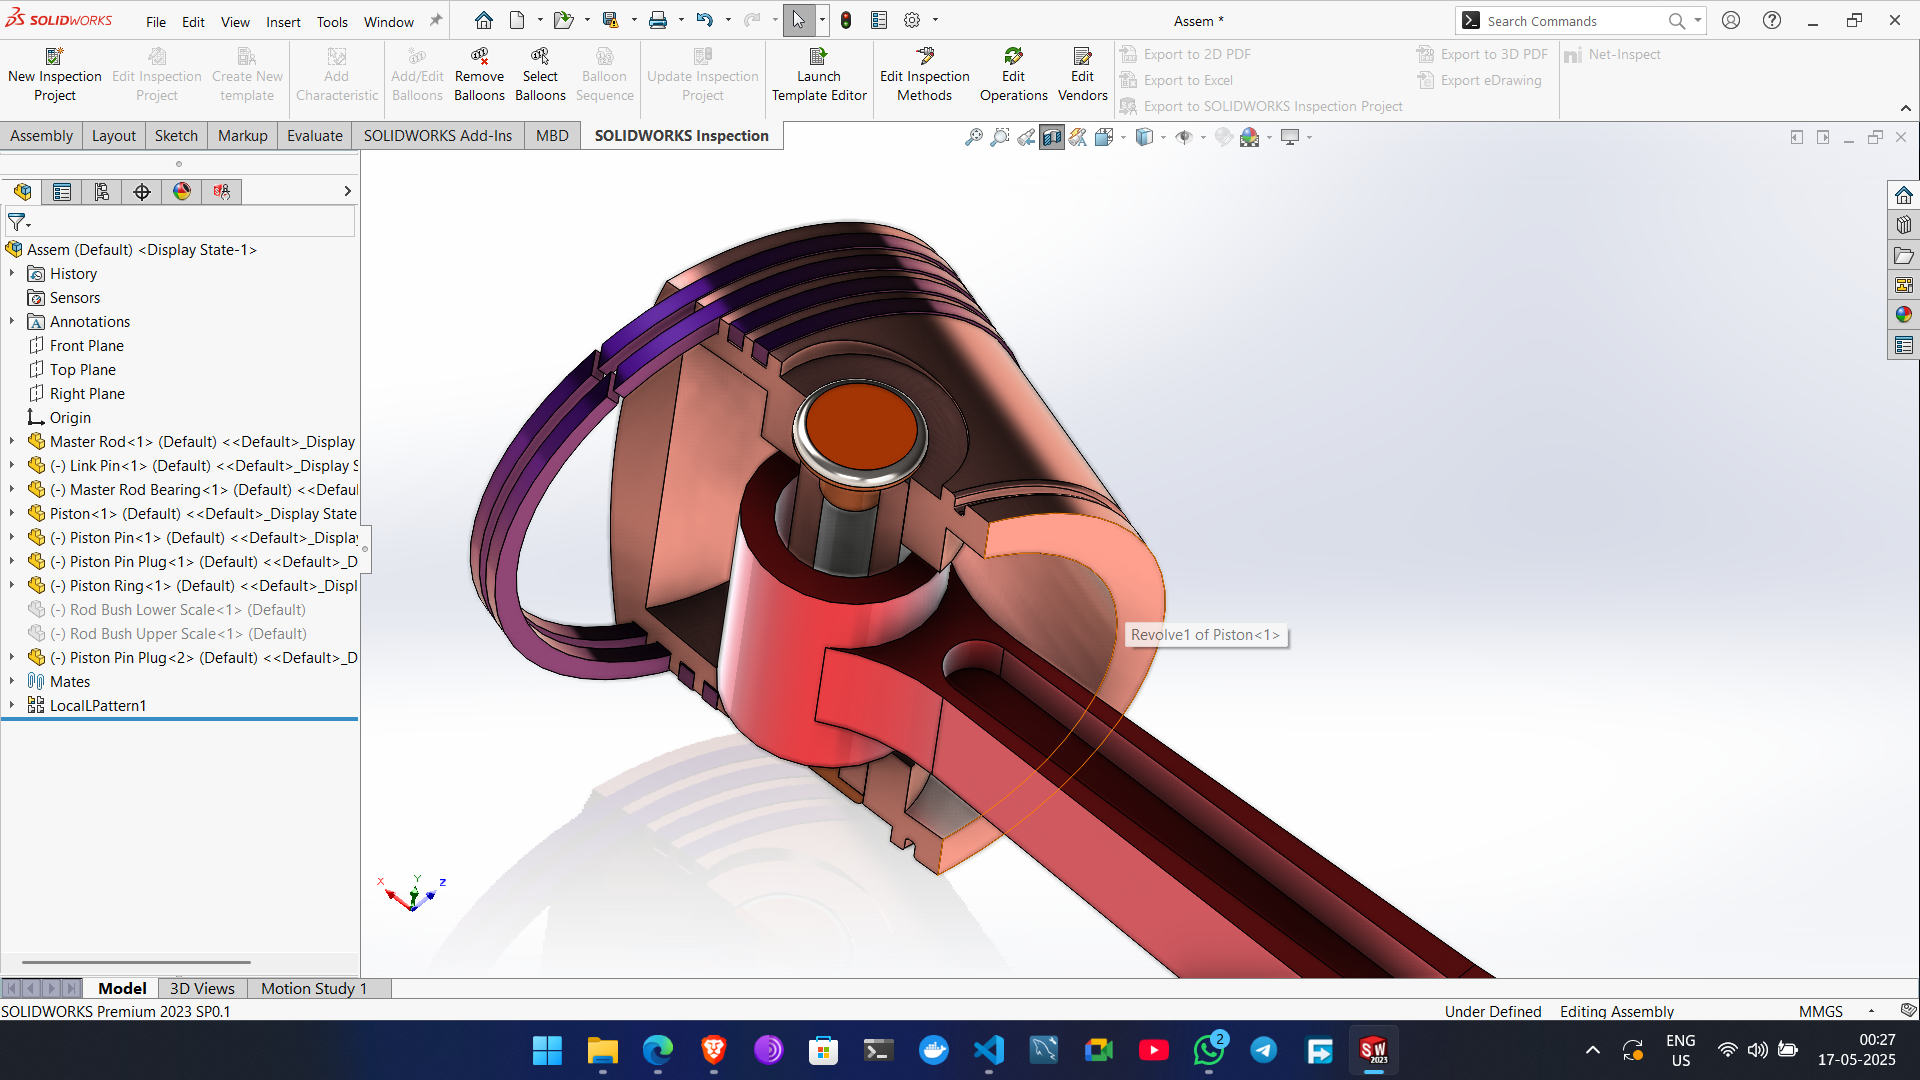 SOLIDWORKS File Edit View Insert Tools Window Assem * Search Commands
New Inspection Project
Edit Inspection Project
Create New template
Add Characteristic
Add/Edit Balloons
Remove Balloons
Select Balloons
Balloon Sequence
Update Inspection Project
Launch Template Editor
Edit Inspection Methods
Edit Operations
Edit Vendors
Export to 2D PDF
Export to Excel
Export to SOLIDWORKS Inspection Project
Export to 3D PDF
Export eDrawing
Net-Inspect
Assembly Layout Sketch Markup Evaluate SOLIDWORKS Add-Ins MBD SOLIDWORKS Inspection
Assem (Default) <Display State-1>
History
Sensors
Annotations
Front Plane
Top Plane
Right Plane
Origin
Master Rod<1> (Default) <<Default>_Display
(-) Link Pin<1> (Default) <<Default>_Display S
(-) Master Rod Bearing<1> (Default) <<Defaul
Piston<1> (Default) <<Default>_Display State
(-) Piston Pin<1> (Default) <<Default>_Display
(-) Piston Pin Plug<1> (Default) <<Default>_D
(-) Piston Ring<1> (Default) <<Default>_Displ
(-) Rod Bush Lower Scale<1> (Default)
(-) Rod Bush Upper Scale<1> (Default)
(-) Piston Pin Plug<2> (Default) <<Default>_D
Mates
LocalLPattern1
Revolve1 of Piston<1>
X Y Z
Model 3D Views Motion Study 1
SOLIDWORKS Premium 2023 SP0.1 Under Defined Editing Assembly MMGS
2
SW 2023
ENG US
00:27
17-05-2025